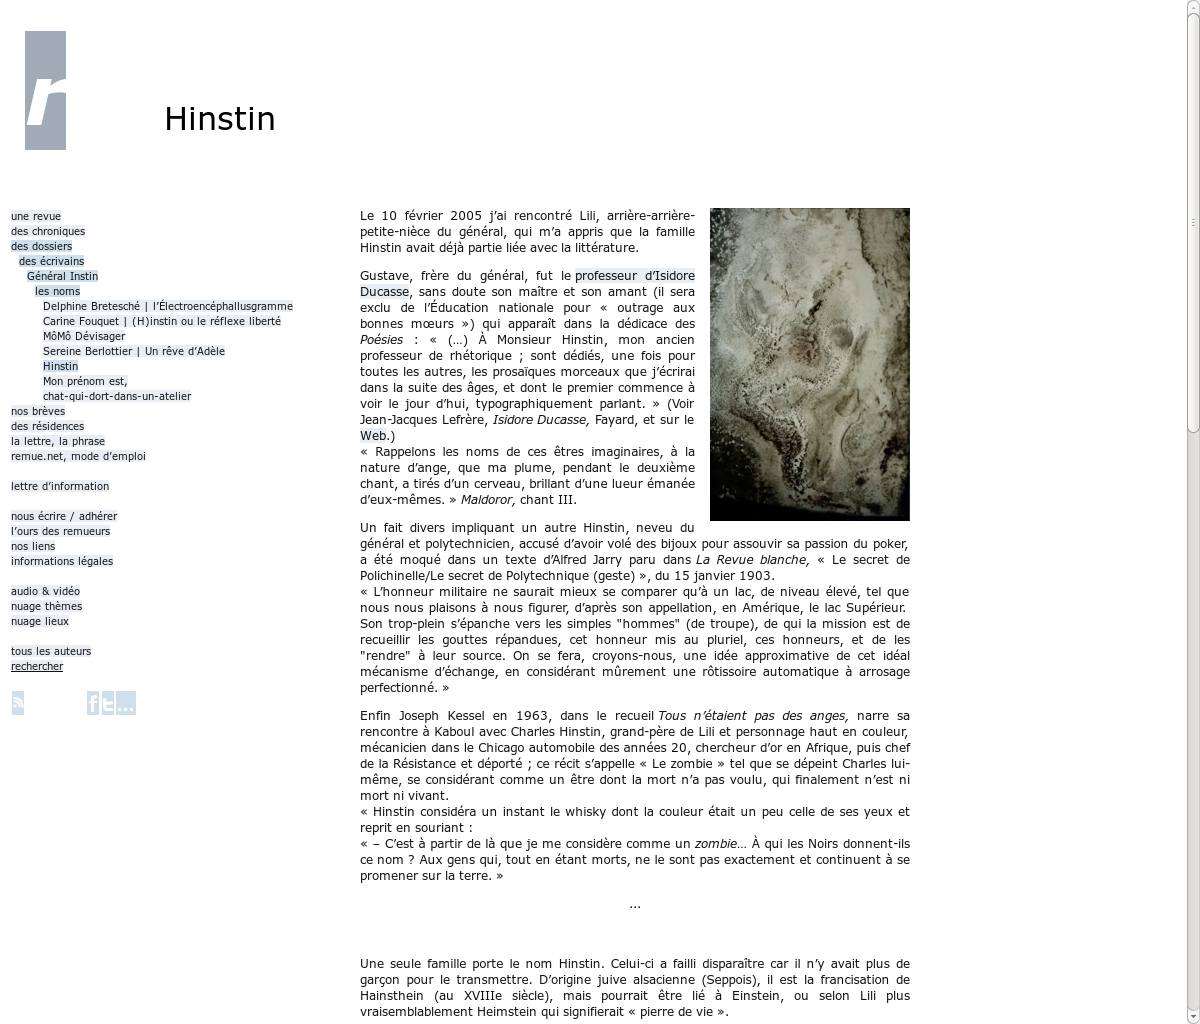 r
Hinstin
une revue
des chroniques
des dossiers
des écrivains
Général Instin
les noms
Delphine Bretesché | l’Électroencéphallusgramme
Carine Fouquet | (H)instin ou le réflexe liberté
MôMô Dévisager
Sereine Berlottier | Un rêve d’Adèle
Hinstin
Mon prénom est,
chat-qui-dort-dans-un-atelier
nos brèves
des résidences
la lettre, la phrase
remue.net, mode d’emploi
lettre d’information
nous écrire / adhérer
l’ours des remueurs
nos liens
informations légales
audio & vidéo
nuage thèmes
nuage lieux
tous les auteurs
rechercher
f t ...
Le 10 février 2005 j’ai rencontré Lili, arrière-arrière-
petite-nièce du général, qui m’a appris que la famille
Hinstin avait déjà partie liée avec la littérature.
Gustave, frère du général, fut le professeur d’Isidore
Ducasse, sans doute son maître et son amant (il sera
exclu de l’Éducation nationale pour « outrage aux
bonnes mœurs ») qui apparaît dans la dédicace des
Poésies : « (…) À Monsieur Hinstin, mon ancien
professeur de rhétorique ; sont dédiés, une fois pour
toutes les autres, les prosaïques morceaux que j’écrirai
dans la suite des âges, et dont le premier commence à
voir le jour d’hui, typographiquement parlant. » (Voir
Jean-Jacques Lefrère, Isidore Ducasse, Fayard, et sur le
Web.)
« Rappelons les noms de ces êtres imaginaires, à la
nature d’ange, que ma plume, pendant le deuxième
chant, a tirés d’un cerveau, brillant d’une lueur émanée
d’eux-mêmes. » Maldoror, chant III.
Un fait divers impliquant un autre Hinstin, neveu du
général et polytechnicien, accusé d’avoir volé des bijoux pour assouvir sa passion du poker,
a été moqué dans un texte d’Alfred Jarry paru dans La Revue blanche, « Le secret de
Polichinelle/Le secret de Polytechnique (geste) », du 15 janvier 1903.
« L’honneur militaire ne saurait mieux se comparer qu’à un lac, de niveau élevé, tel que
nous nous plaisons à nous figurer, d’après son appellation, en Amérique, le lac Supérieur.
Son trop-plein s’épanche vers les simples "hommes" (de troupe), de qui la mission est de
recueillir les gouttes répandues, cet honneur mis au pluriel, ces honneurs, et de les
"rendre" à leur source. On se fera, croyons-nous, une idée approximative de cet idéal
mécanisme d’échange, en considérant mûrement une rôtissoire automatique à arrosage
perfectionné. »
Enfin Joseph Kessel en 1963, dans le recueil Tous n’étaient pas des anges, narre sa
rencontre à Kaboul avec Charles Hinstin, grand-père de Lili et personnage haut en couleur,
mécanicien dans le Chicago automobile des années 20, chercheur d’or en Afrique, puis chef
de la Résistance et déporté ; ce récit s’appelle « Le zombie » tel que se dépeint Charles lui-
même, se considérant comme un être dont la mort n’a pas voulu, qui finalement n’est ni
mort ni vivant.
« Hinstin considéra un instant le whisky dont la couleur était un peu celle de ses yeux et
reprit en souriant :
« – C’est à partir de là que je me considère comme un zombie… À qui les Noirs donnent-ils
ce nom ? Aux gens qui, tout en étant morts, ne le sont pas exactement et continuent à se
promener sur la terre. »
...
Une seule famille porte le nom Hinstin. Celui-ci a failli disparaître car il n’y avait plus de
garçon pour le transmettre. D’origine juive alsacienne (Seppois), il est la francisation de
Hainsthein (au XVIIIe siècle), mais pourrait être lié à Einstein, ou selon Lili plus
vraisemblablement Heimstein qui signifierait « pierre de vie ».